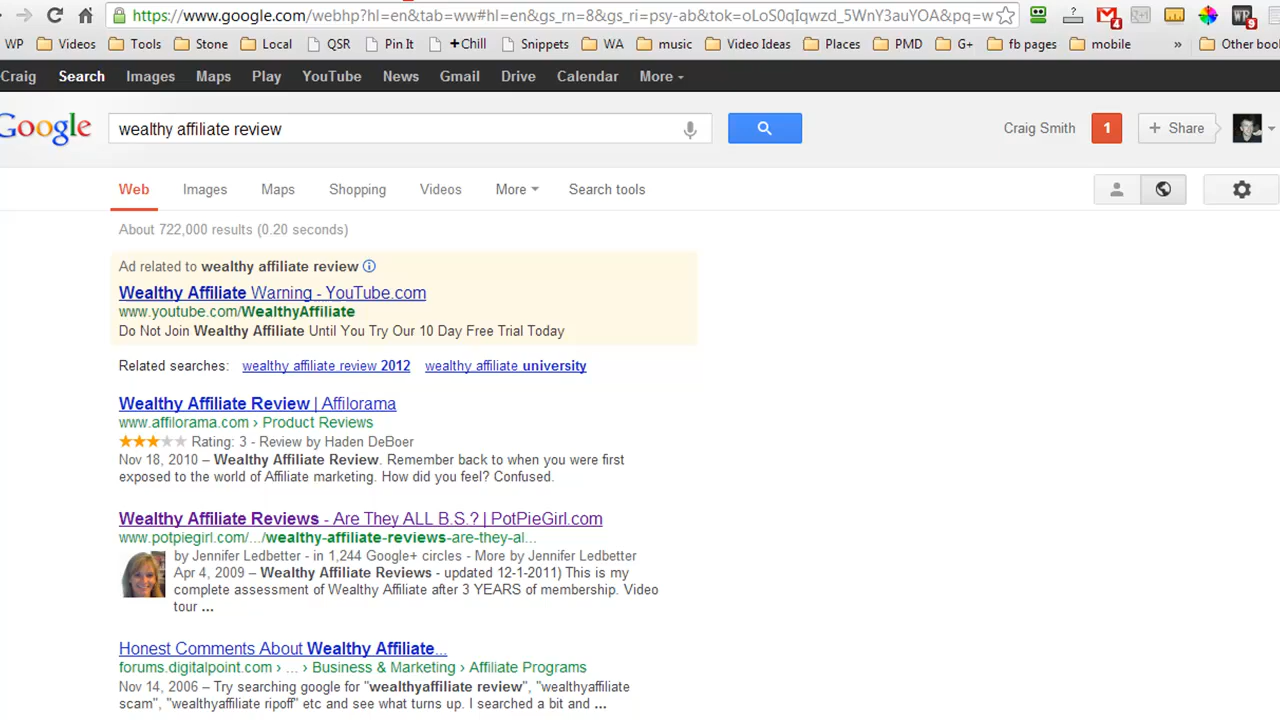 https://www.google.com/webhp?hl=en&tab=ww#hl=en&gs_rn=8&gs_ri=psy-ab&tok=oLoS0qIqwzd_5WnY3auYOA&pq=w
4
g+1
WP
9
WP Videos Tools Stone Local QSR Pin It +Chill Snippets WA music Video Ideas Places PMD G+ fb pages mobile » Other boo
Craig Search Images Maps Play YouTube News Gmail Drive Calendar More
Google wealthy affiliate review Craig Smith 1 + Share
Web Images Maps Shopping Videos More Search tools
About 722,000 results (0.20 seconds)
Ad related to wealthy affiliate review
Wealthy Affiliate Warning - YouTube.com
www.youtube.com/WealthyAffiliate
Do Not Join Wealthy Affiliate Until You Try Our 10 Day Free Trial Today
Related searches: wealthy affiliate review 2012 wealthy affiliate university
Wealthy Affiliate Review | Affilorama
www.affilorama.com › Product Reviews
Rating: 3 - Review by Haden DeBoer
Nov 18, 2010 – Wealthy Affiliate Review. Remember back to when you were first
exposed to the world of Affiliate marketing. How did you feel? Confused.
Wealthy Affiliate Reviews - Are They ALL B.S.? | PotPieGirl.com
www.potpiegirl.com/.../wealthy-affiliate-reviews-are-they-al...
by Jennifer Ledbetter - in 1,244 Google+ circles - More by Jennifer Ledbetter
Apr 4, 2009 – Wealthy Affiliate Reviews - updated 12-1-2011) This is my
complete assessment of Wealthy Affiliate after 3 YEARS of membership. Video
tour ...
Honest Comments About Wealthy Affiliate...
forums.digitalpoint.com › ... › Business & Marketing › Affiliate Programs
Nov 14, 2006 – Try searching google for "wealthyaffiliate review", "wealthyaffiliate
scam", "wealthyaffiliate ripoff" etc and see what turns up. I searched a bit and ...